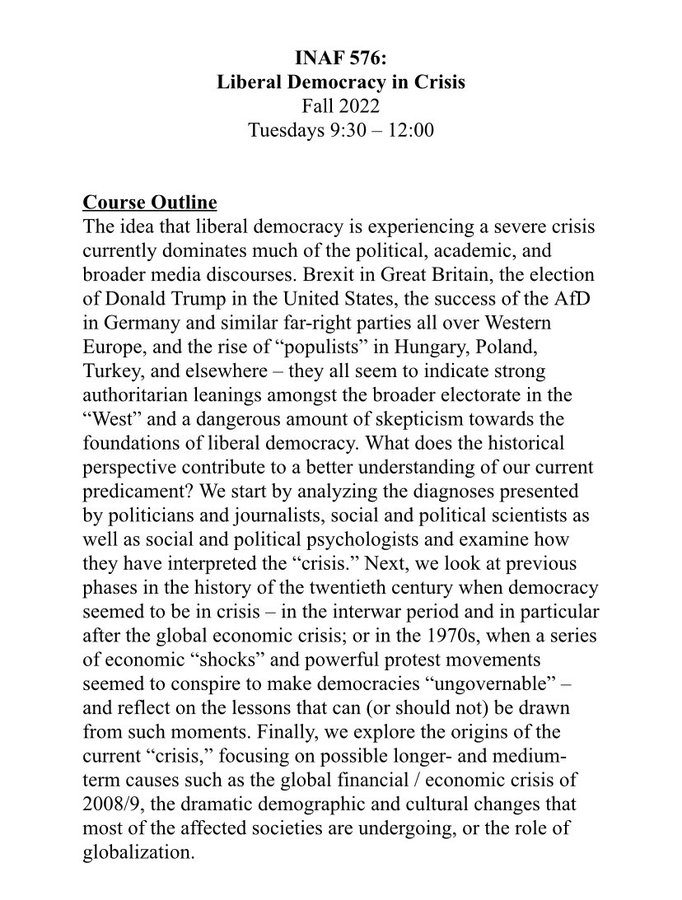 INAF 576:
Liberal Democracy in Crisis
Fall 2022
Tuesdays 9:30 – 12:00
Course Outline
The idea that liberal democracy is experiencing a severe crisis
currently dominates much of the political, academic, and
broader media discourses. Brexit in Great Britain, the election
of Donald Trump in the United States, the success of the AfD
in Germany and similar far-right parties all over Western
Europe, and the rise of “populists” in Hungary, Poland,
Turkey, and elsewhere – they all seem to indicate strong
authoritarian leanings amongst the broader electorate in the
“West” and a dangerous amount of skepticism towards the
foundations of liberal democracy. What does the historical
perspective contribute to a better understanding of our current
predicament? We start by analyzing the diagnoses presented
by politicians and journalists, social and political scientists as
well as social and political psychologists and examine how
they have interpreted the “crisis.” Next, we look at previous
phases in the history of the twentieth century when democracy
seemed to be in crisis – in the interwar period and in particular
after the global economic crisis; or in the 1970s, when a series
of economic “shocks” and powerful protest movements
seemed to conspire to make democracies “ungovernable” –
and reflect on the lessons that can (or should not) be drawn
from such moments. Finally, we explore the origins of the
current “crisis,” focusing on possible longer- and medium-
term causes such as the global financial / economic crisis of
2008/9, the dramatic demographic and cultural changes that
most of the affected societies are undergoing, or the role of
globalization.